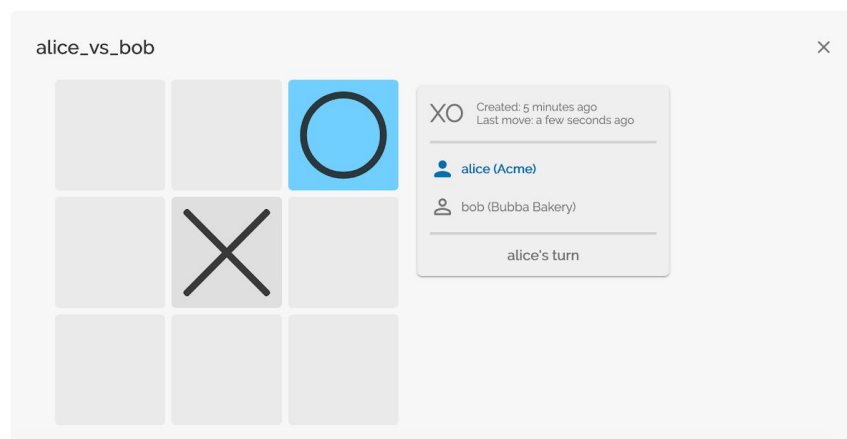 alice_vs_bob
XO
Created: 5 minutes ago
Last move: a few seconds ago
alice (Acme)
bob (Bubba Bakery)
alice's turn